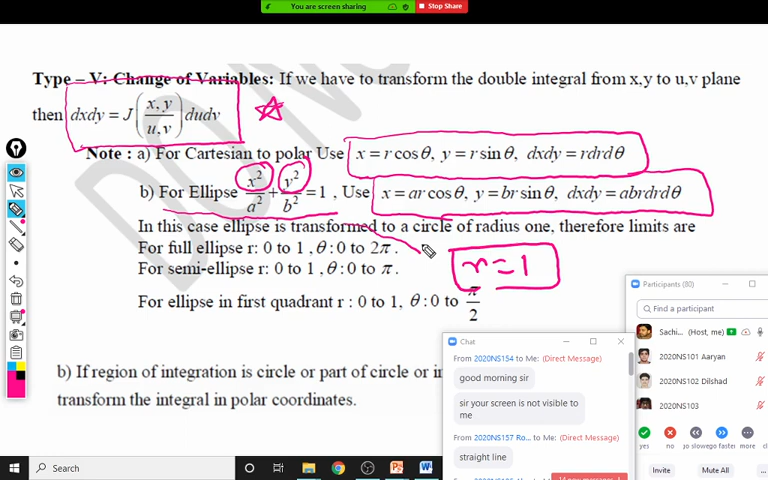 You are screen sharing
Stop Share
Type – V: Change of Variables: If we have to transform the double integral from x,y to u,v plane
then dxdy = J(x,y/u,v) dudv
Note : a) For Cartesian to polar Use x = r cosθ, y = r sinθ, dxdy = rdrdθ
b) For Ellipse x²/a² + y²/b² = 1, Use x = ar cosθ, y = br sinθ, dxdy = abrdrdθ
In this case ellipse is transformed to a circle of radius one, therefore limits are
For full ellipse r: 0 to 1 , θ : 0 to 2π .
r = 1
For semi-ellipse r: 0 to 1 , θ : 0 to π .
For ellipse in first quadrant r : 0 to 1, θ : 0 to π/2
b) If region of integration is circle or part of circle or
transform the integral in polar coordinates.
Participants (80)
Find a participant
Sachi... (Host, me)
2020NS101 Aaryan
2020NS102 Dilshad
2020NS103
yes no go slower go faster more
Invite Mute All ...
Chat
From 2020NS154 to Me: (Direct Message)
good morning sir
sir your screen is not visible to
me
From 2020NS157 Ro... to Me: (Direct Message)
straight line
Search